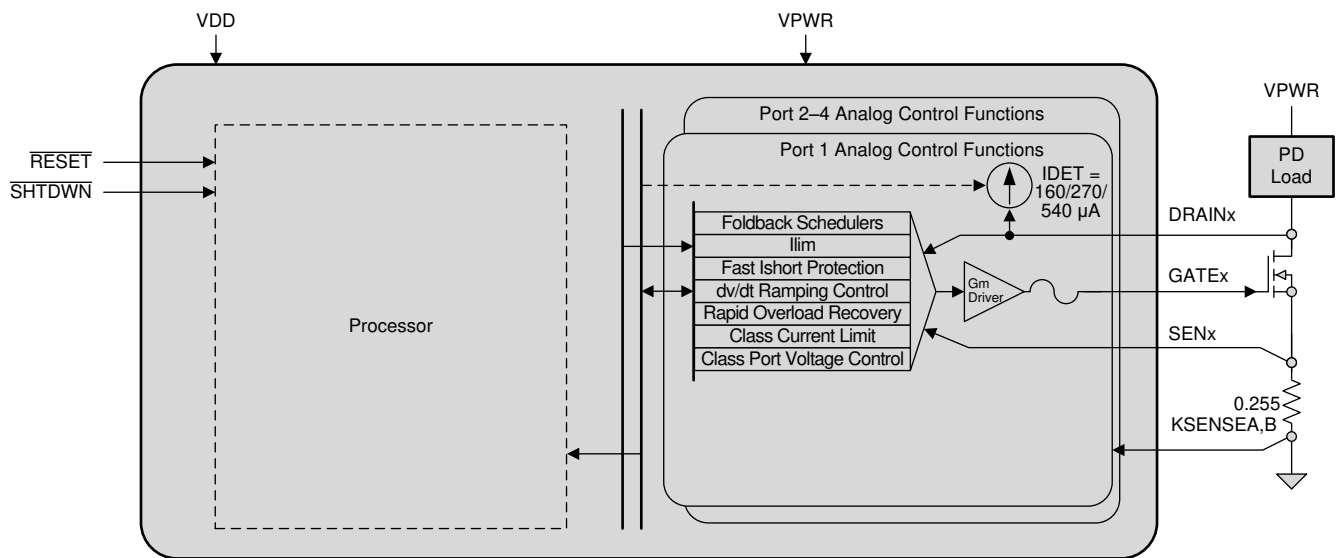 VDD
VPWR
VPWR
Port 2–4 Analog Control Functions
Port 1 Analog Control Functions
RESET
SHTDWN
PD
Load
IDET =
160/270/
540 µA
DRAINx
Foldback Schedulers
Ilim
Fast Ishort Protection
dv/dt Ramping Control
Rapid Overload Recovery
Class Current Limit
Class Port Voltage Control
Gm
Driver
GATEx
Processor
SENx
0.255
KSENSEA,B